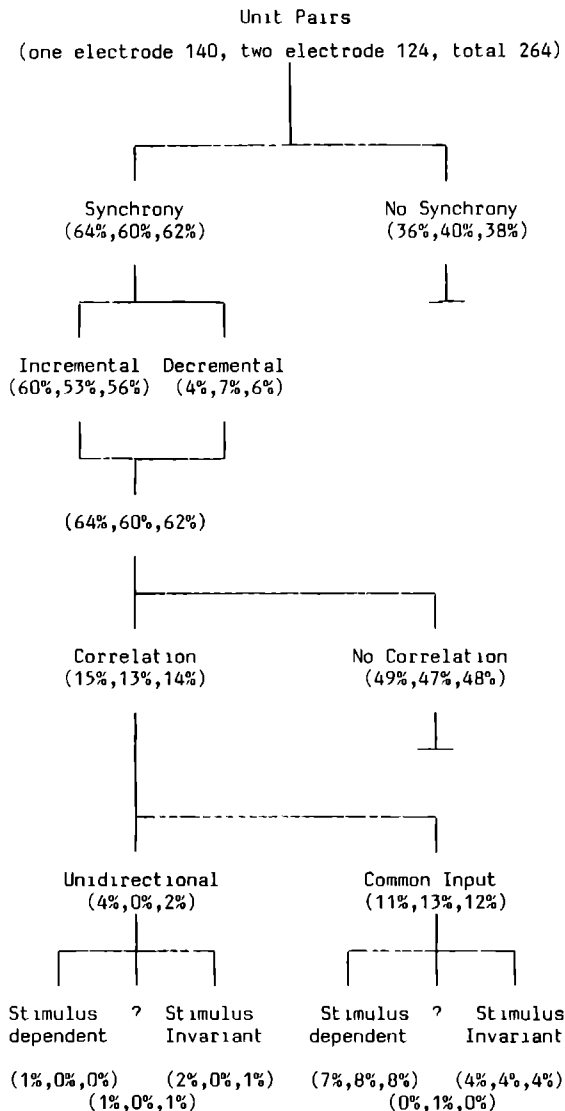 Unit Pairs
(one electrode 140, two electrode 124, total 264)
Synchrony No Synchrony
(64%,60%,62%) (36%,40%,38%)
Incremental Decremental
(60%,53%,56%) (4%,7%,6%)
(64%,60%,62%)
Correlation No Correlation
(15%,13%,14%) (49%,47%,48%)
Unidirectional Common Input
(4%,0%,2%) (11%,13%,12%)
Stimulus ? Stimulus Stimulus ? Stimulus
dependent Invariant dependent Invariant
(1%,0%,0%) (2%,0%,1%) (7%,8%,8%) (4%,4%,4%)
(1%,0%,1%) (0%,1%,0%)